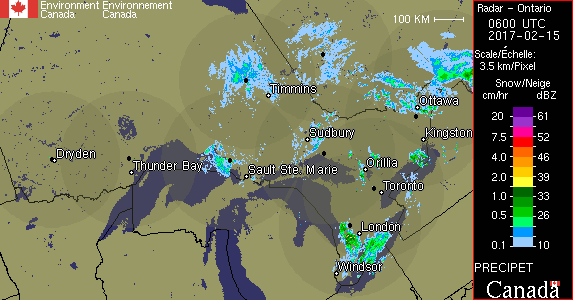 Environment Environnement
Canada Canada
100 KM
Timmins
Ottawa
Sudbury
Kingston
Dryden
Thunder Bay
Sault Ste. Marie
Orillia
Toronto
London
Windsor
Radar - Ontario
0600 UTC
2017-02-15
Scale/Échelle:
3.5 km/Pixel
Snow/Neige
cm/hr dBZ
20 61
7.5 52
4.0 46
2.0 39
1.0 33
0.5 26
0.1 10
PRECIPET
Canada